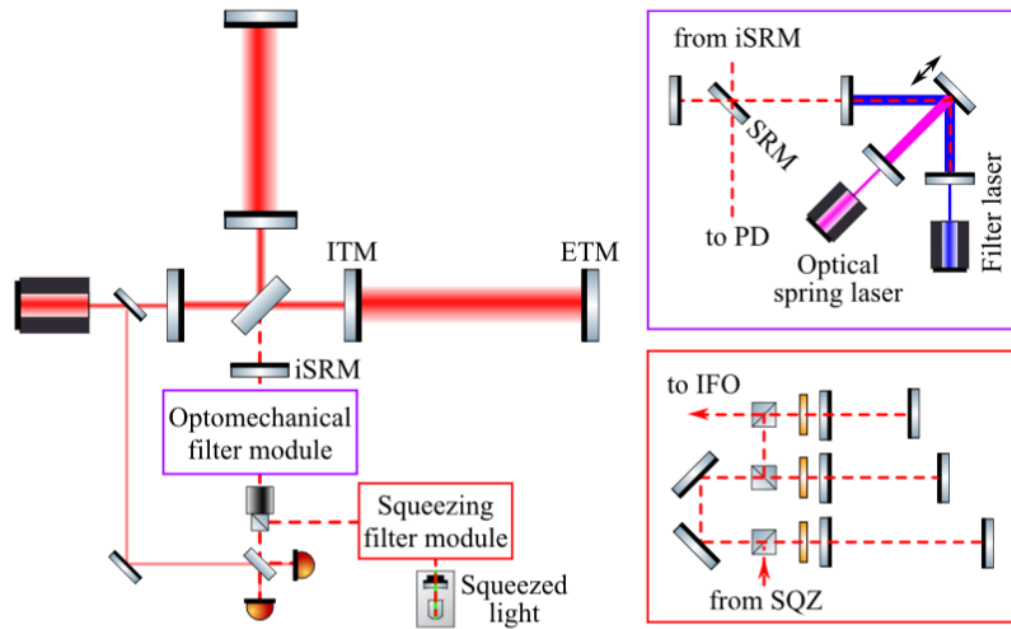 ITM
ETM
iSRM
Optomechanical
filter module
Squeezing
filter module
Squeezed
light
from iSRM
SRM
to PD
Optical
spring laser
Filter laser
to IFO
from SQZ